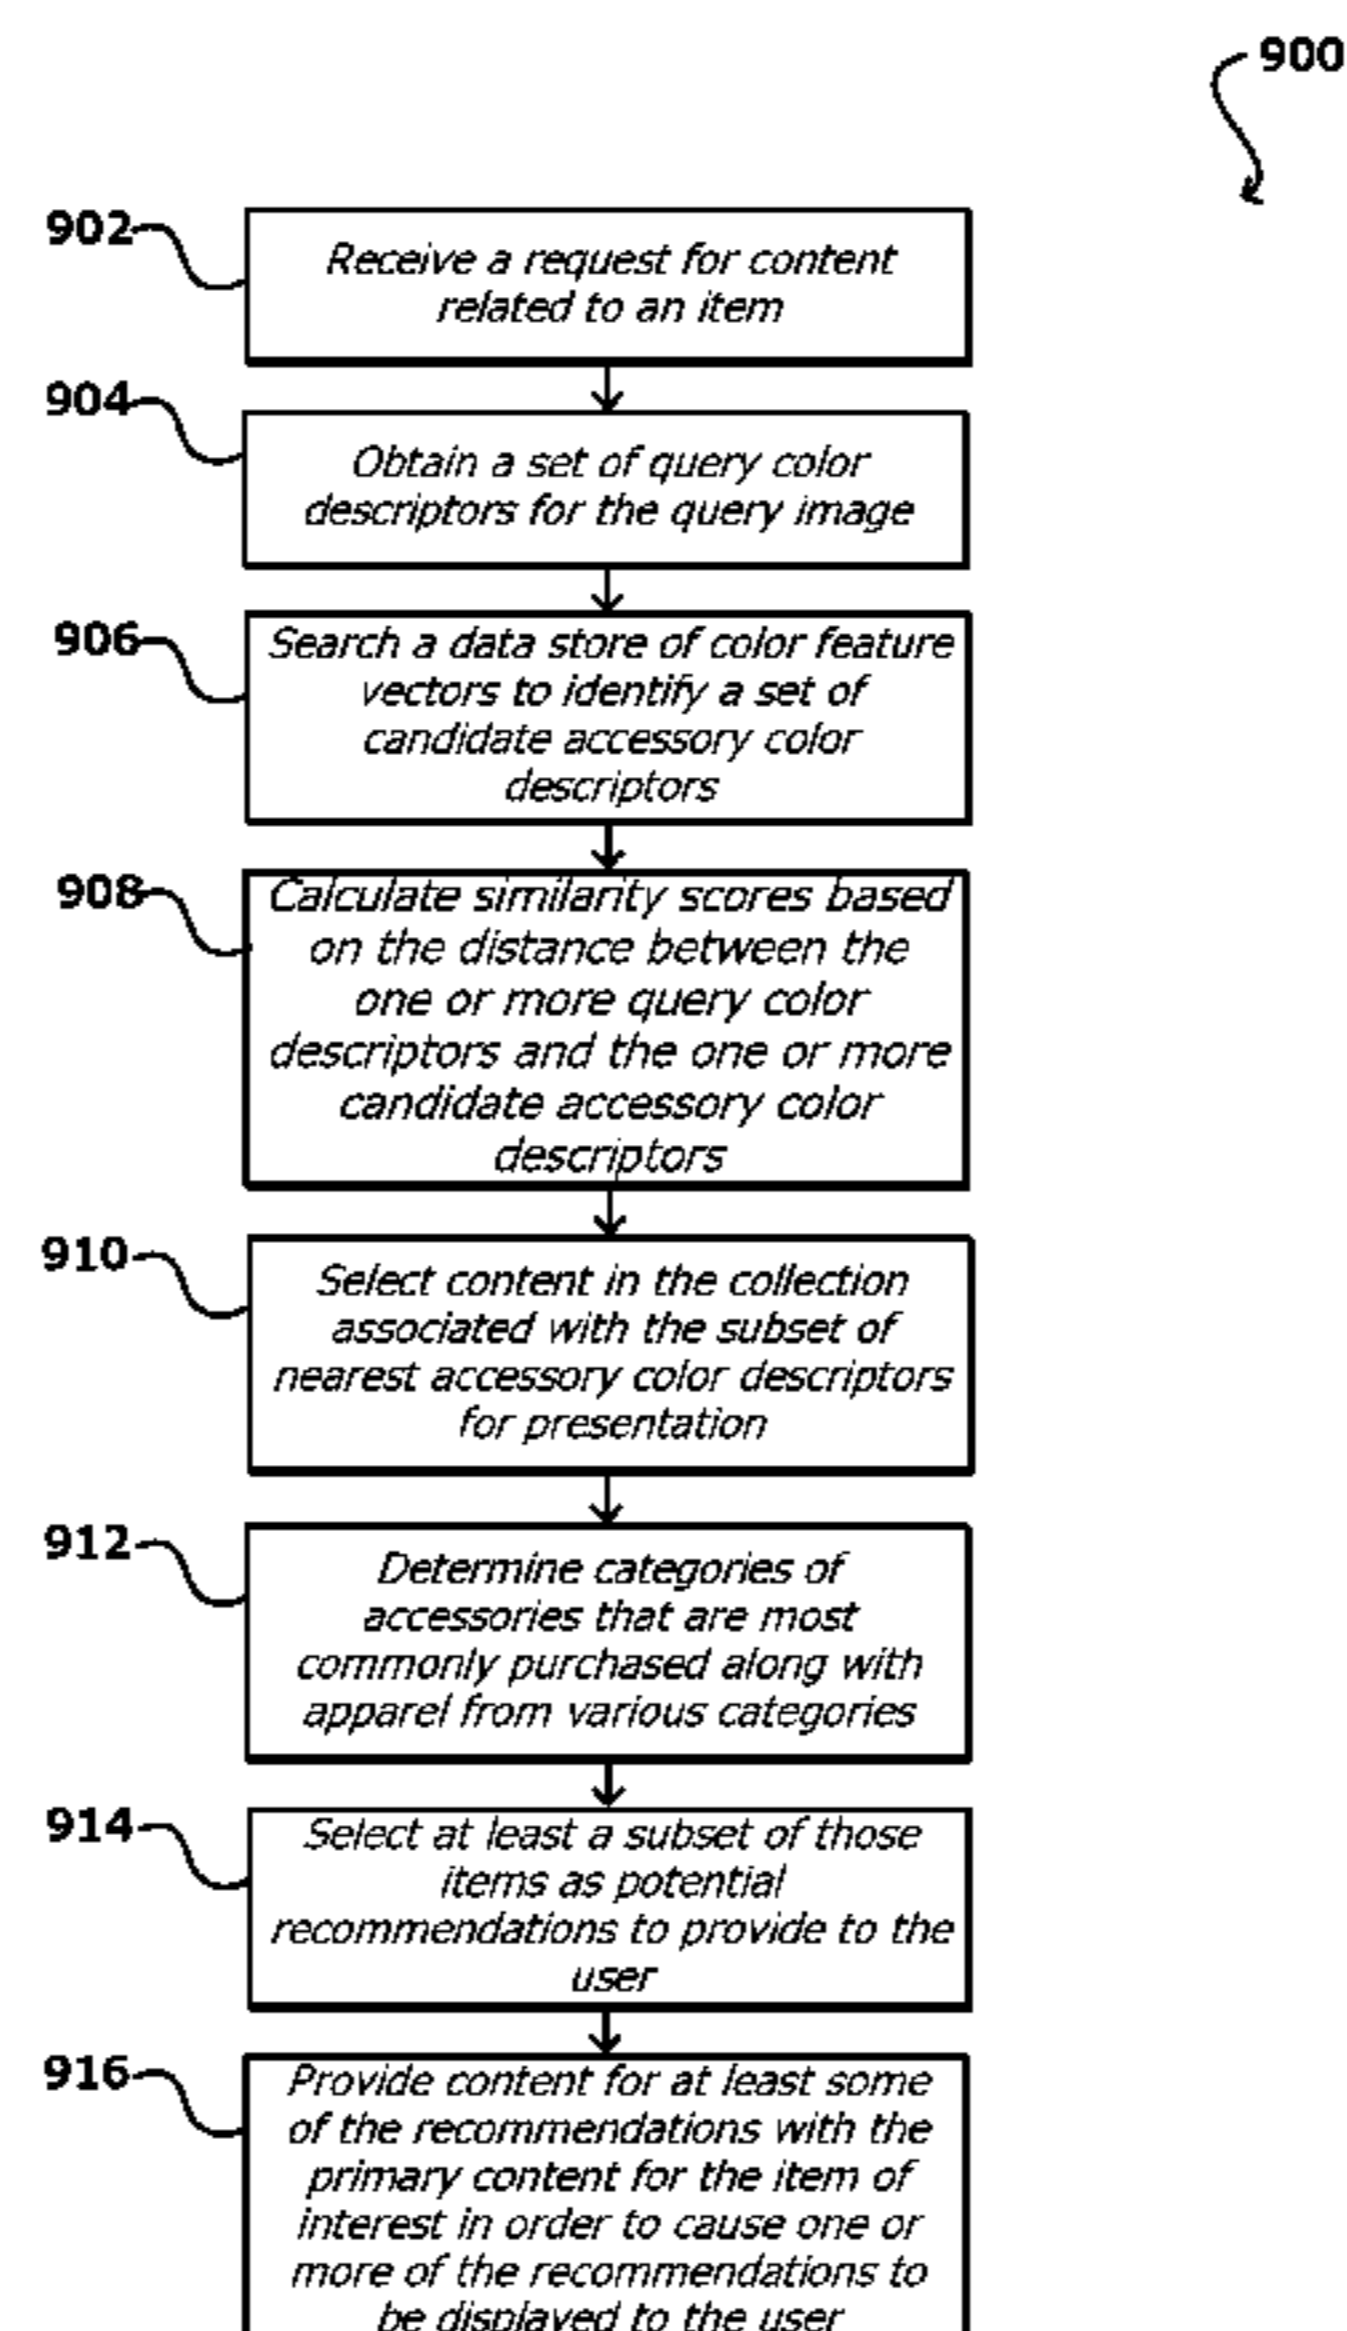 900
902
Receive a request for content
related to an item
904
Obtain a set of query color
descriptors for the query image
906
Search a data store of color feature
vectors to identify a set of
candidate accessory color
descriptors
908
Calculate similarity scores based
on the distance between the
one or more query color
descriptors and the one or more
candidate accessory color
descriptors
910
Select content in the collection
associated with the subset of
nearest accessory color descriptors
for presentation
912
Determine categories of
accessories that are most
commonly purchased along with
apparel from various categories
914
Select at least a subset of those
items as potential
recommendations to provide to the
user
916
Provide content for at least some
of the recommendations with the
primary content for the item of
interest in order to cause one or
more of the recommendations to
be displayed to the user